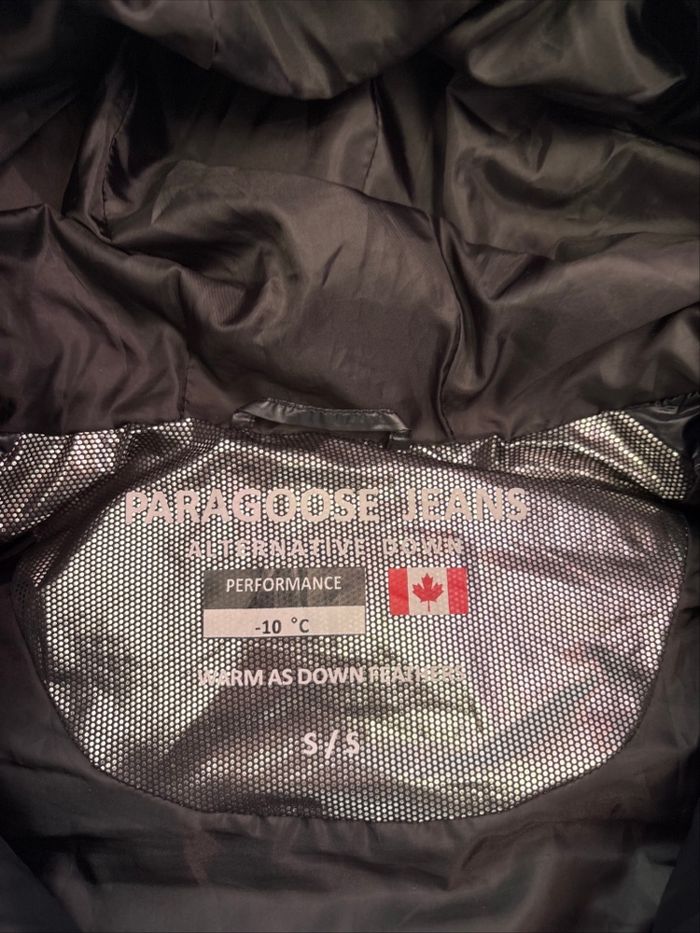 PARAGOOSE JEANS
ALTERNATIVE DOWN
PERFORMANCE
-10 °C
WARM AS DOWN FEATHERS
S/S